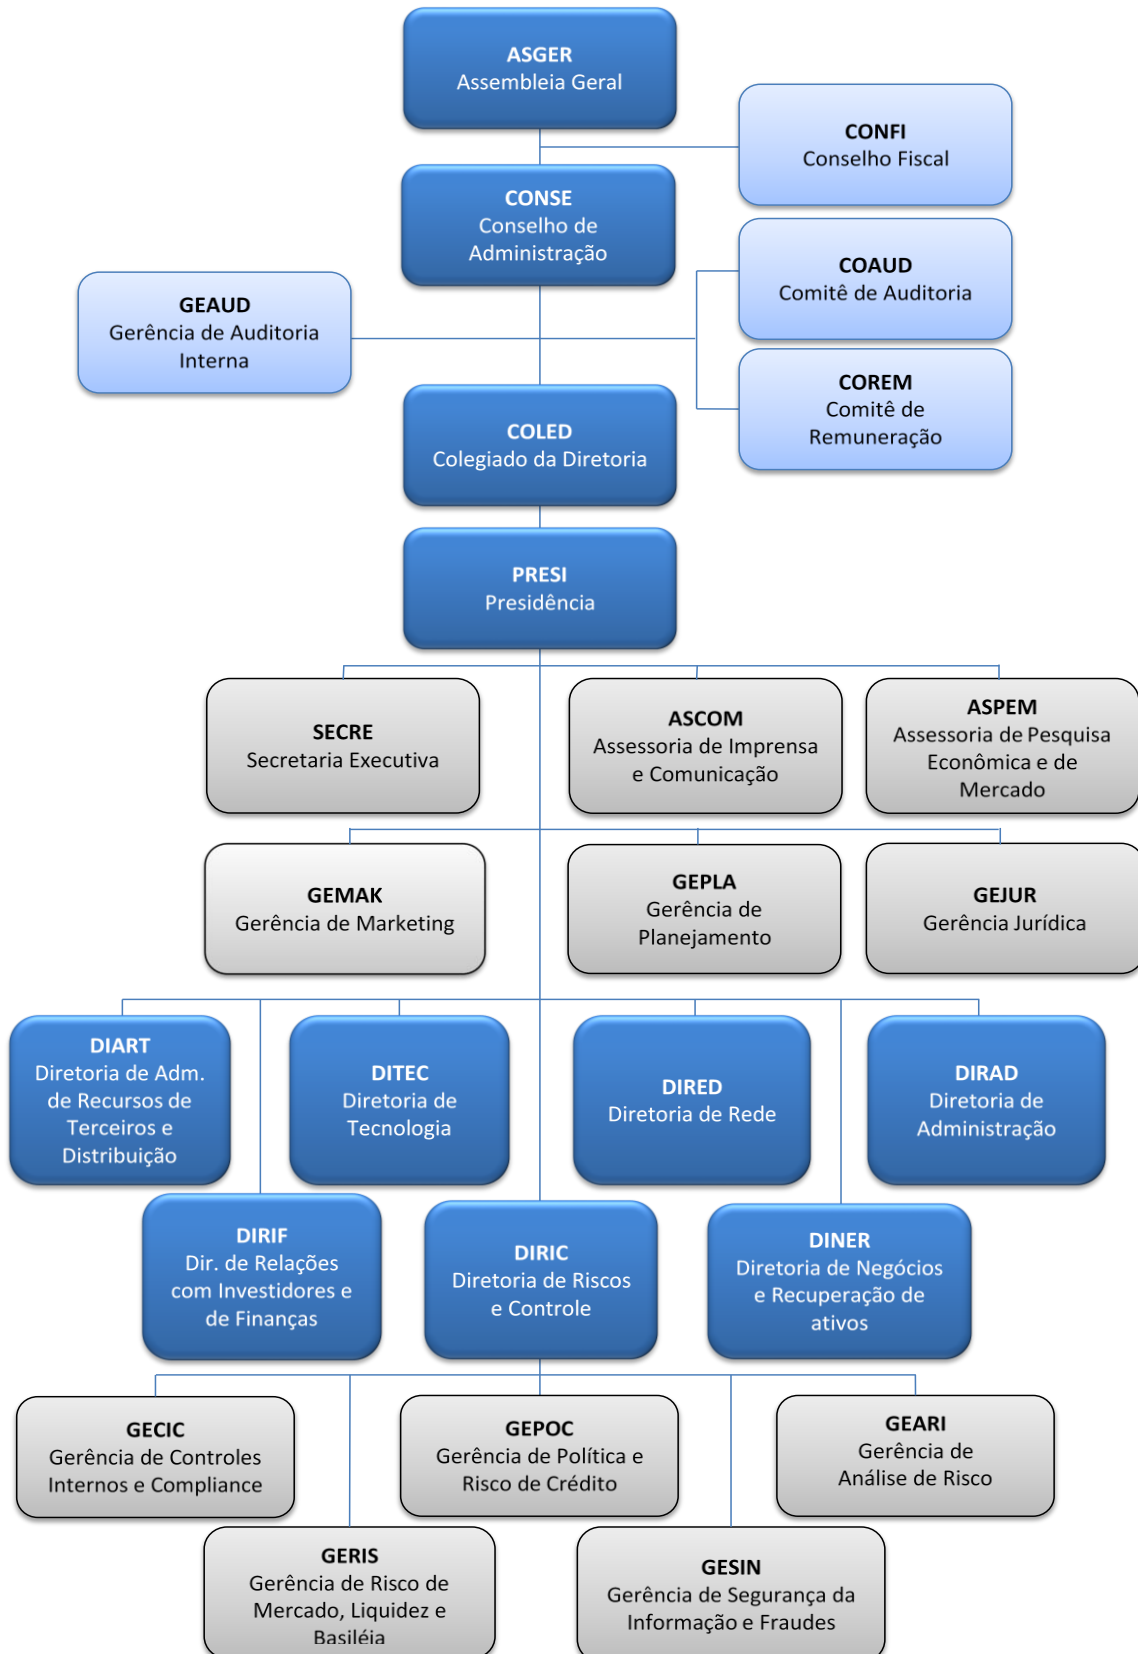 ASGER
Assembleia Geral
CONFI
Conselho Fiscal
CONSE
Conselho de
Administração
COAUD
Comitê de Auditoria
GEAUD
Gerência de Auditoria
Interna
COREM
Comitê de
Remuneração
COLED
Colegiado da Diretoria
PRESI
Presidência
SECRE
Secretaria Executiva
ASCOM
Assessoria de Imprensa
e Comunicação
ASPEM
Assessoria de Pesquisa
Econômica e de
Mercado
GEMAK
Gerência de Marketing
GEPLA
Gerência de
Planejamento
GEJUR
Gerência Jurídica
DIART
Diretoria de Adm.
de Recursos de
Terceiros e
Distribuição
DITEC
Diretoria de
Tecnologia
DIRED
Diretoria de Rede
DIRAD
Diretoria de
Administração
DIRIF
Dir. de Relações
com Investidores e
de Finanças
DIRIC
Diretoria de Riscos
e Controle
DINER
Diretoria de Negócios
e Recuperação de
ativos
GECIC
Gerência de Controles
Internos e Compliance
GEPOC
Gerência de Política e
Risco de Crédito
GEARI
Gerência de
Análise de Risco
GERIS
Gerência de Risco de
Mercado, Liquidez e
Basiléia
GESIN
Gerência de Segurança da
Informação e Fraudes